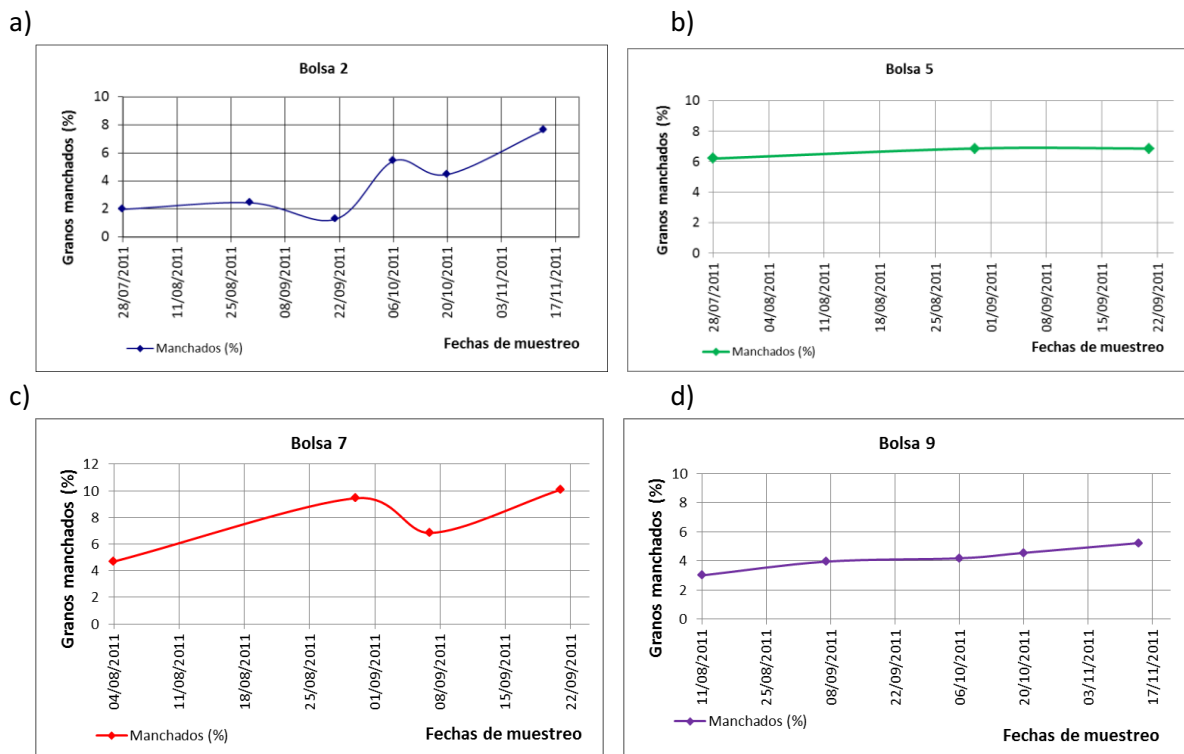 a)
Bolsa 2
Granos manchados (%)
10
8
6
4
2
0
28/07/2011
11/08/2011
25/08/2011
08/09/2011
22/09/2011
06/10/2011
20/10/2011
03/11/2011
17/11/2011
Manchados (%)
Fechas de muestreo
b)
Bolsa 5
Granos manchados (%)
10
8
6
4
2
0
28/07/2011
04/08/2011
11/08/2011
18/08/2011
25/08/2011
01/09/2011
08/09/2011
15/09/2011
22/09/2011
Manchados (%)
Fechas de muestreo
c)
Bolsa 7
Granos manchados (%)
12
10
8
6
4
2
0
04/08/2011
11/08/2011
18/08/2011
25/08/2011
01/09/2011
08/09/2011
15/09/2011
22/09/2011
Manchados (%)
Fechas de muestreo
d)
Bolsa 9
Granos manchados (%)
10
8
6
4
2
0
11/08/2011
25/08/2011
08/09/2011
22/09/2011
06/10/2011
20/10/2011
03/11/2011
17/11/2011
Manchados (%)
Fechas de muestreo